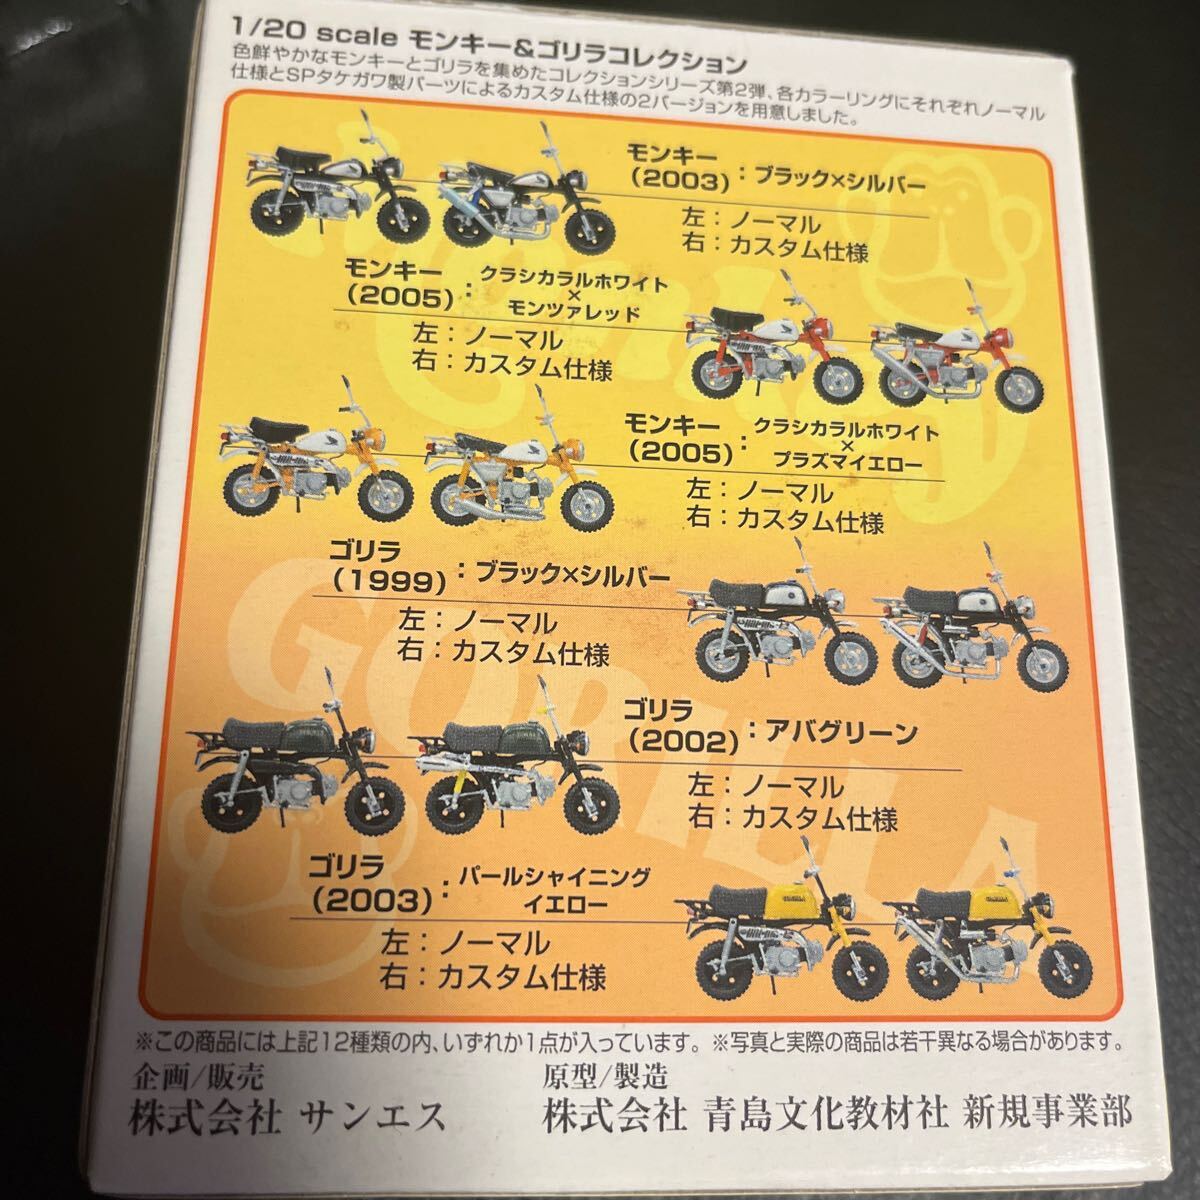 1/20 scale モンキー&ゴリラコレクション
色鮮やかなモンキーとゴリラを集めたコレクションシリーズ第2弾、各カラーリングにそれぞれノーマル
仕様とSPタケガワ製パーツによるカスタム仕様の2バージョンを用意しました。
モンキー
(2003)：ブラック×シルバー
左：ノーマル
右：カスタム仕様
モンキー
(2005)：クラシカラルホワイト
×
モンツァレッド
左：ノーマル
右：カスタム仕様
モンキー
(2005)：クラシカラルホワイト
×
プラズマイエロー
左：ノーマル
右：カスタム仕様
ゴリラ
(1999)：ブラック×シルバー
左：ノーマル
右：カスタム仕様
ゴリラ
(2002)：アバグリーン
左：ノーマル
右：カスタム仕様
ゴリラ
(2003)：パールシャイニング
イエロー
左：ノーマル
右：カスタム仕様
Monkey
GORILLA
※この商品には上記12種類の内、いずれか1点が入っています。※写真と実際の商品は若干異なる場合があります。
企画/販売
株式会社 サンエス
原型/製造
株式会社 青島文化教材社 新規事業部